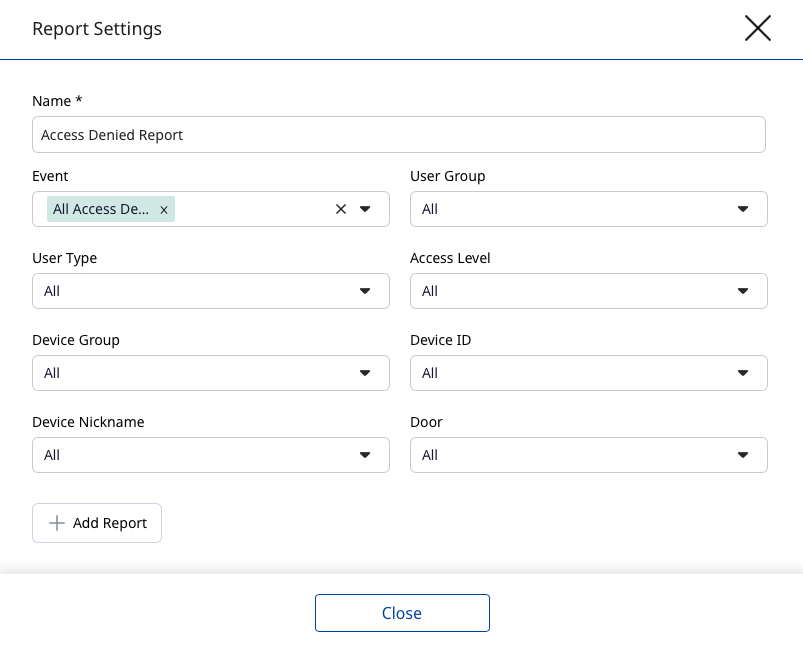 Report Settings
Name *
Access Denied Report
Event
User Group
All Access De... x
All
User Type
Access Level
All
All
Device Group
Device ID
All
All
Device Nickname
Door
All
All
Add Report
Close